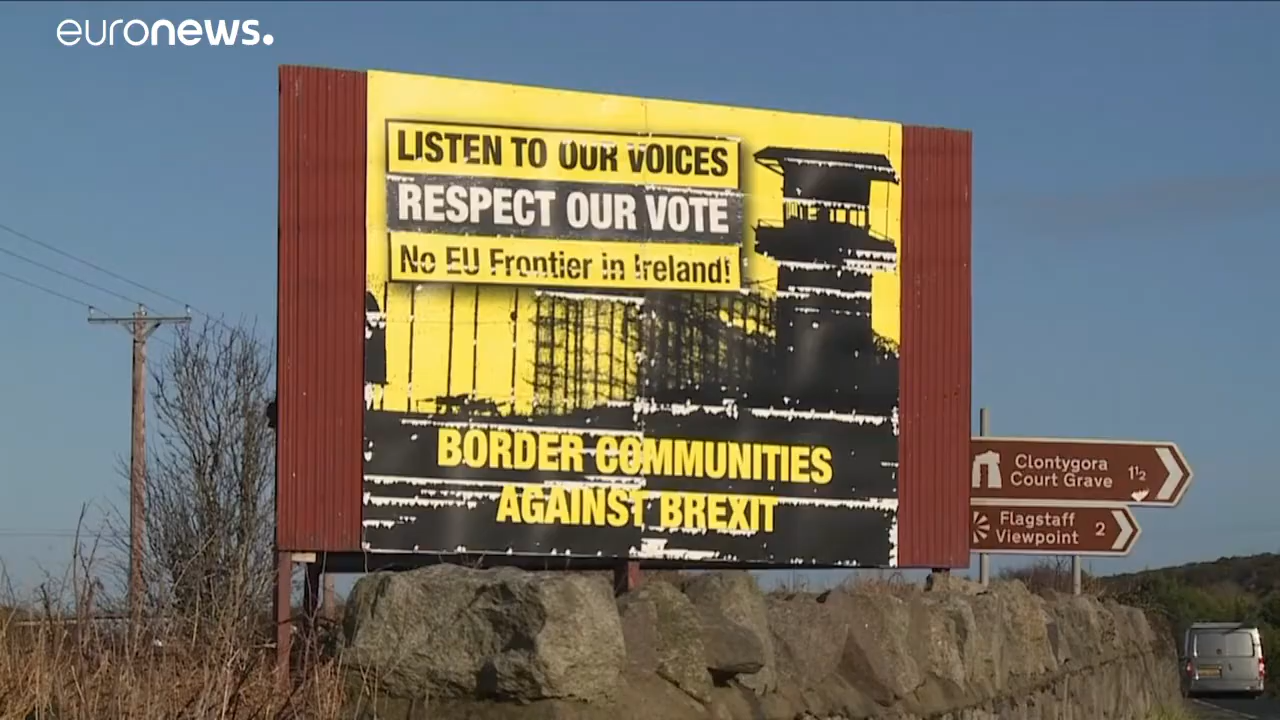 euronews.
LISTEN TO OUR VOICES
RESPECT OUR VOTE
No EU Frontier in Ireland!
BORDER COMMUNITIES
AGAINST BREXIT
Clontygora
Court Grave 1½
Flagstaff
Viewpoint 2